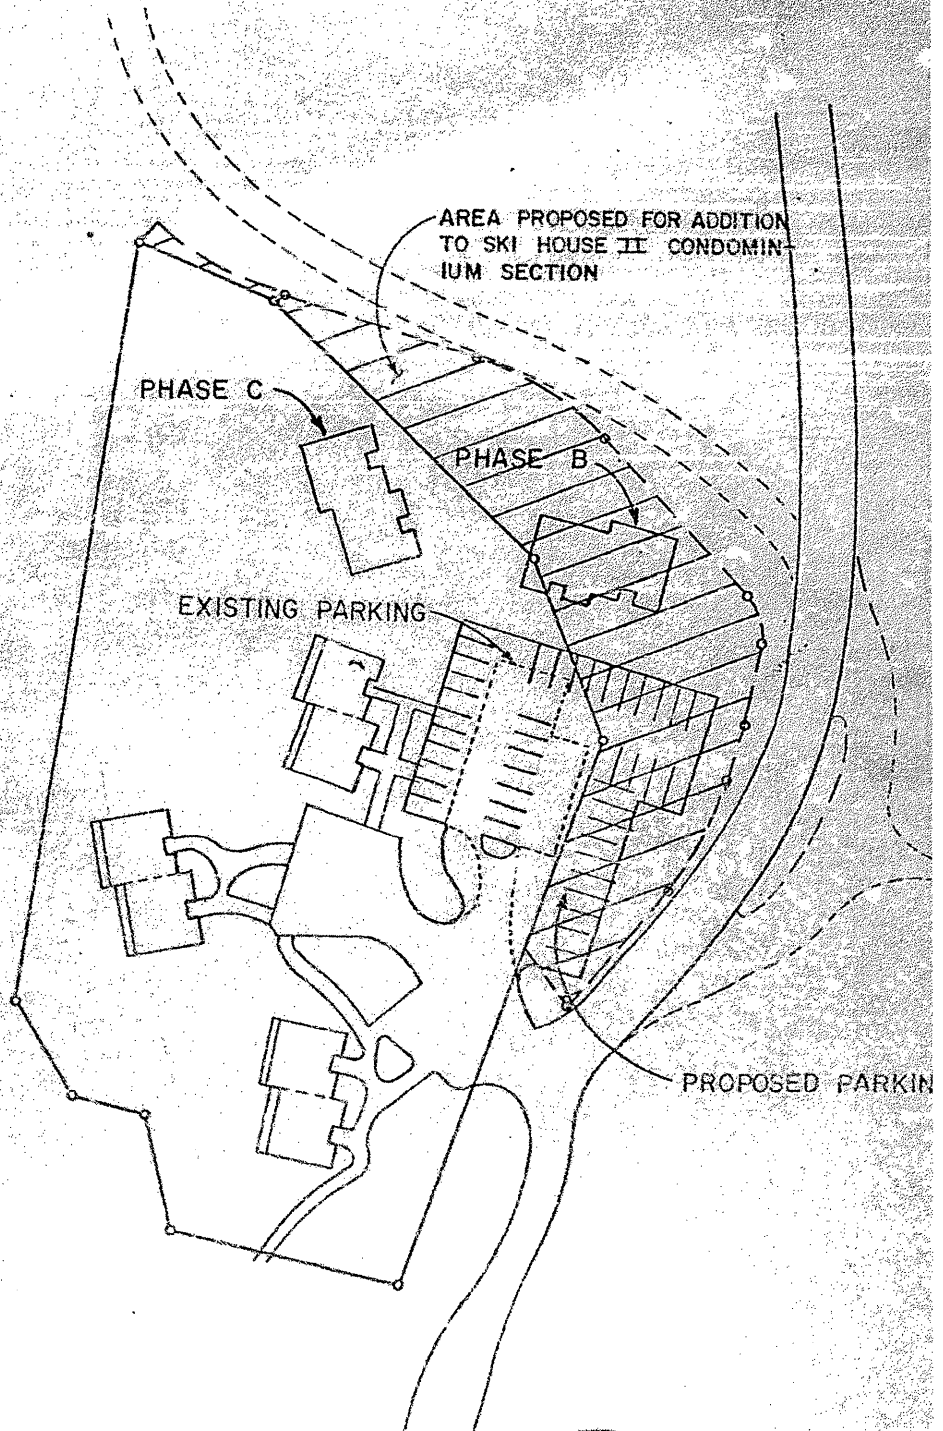 AREA PROPOSED FOR ADDITION
TO SKI HOUSE II CONDOMIN-
IUM SECTION
PHASE C
PHASE B
EXISTING PARKING
PROPOSED PARKIN